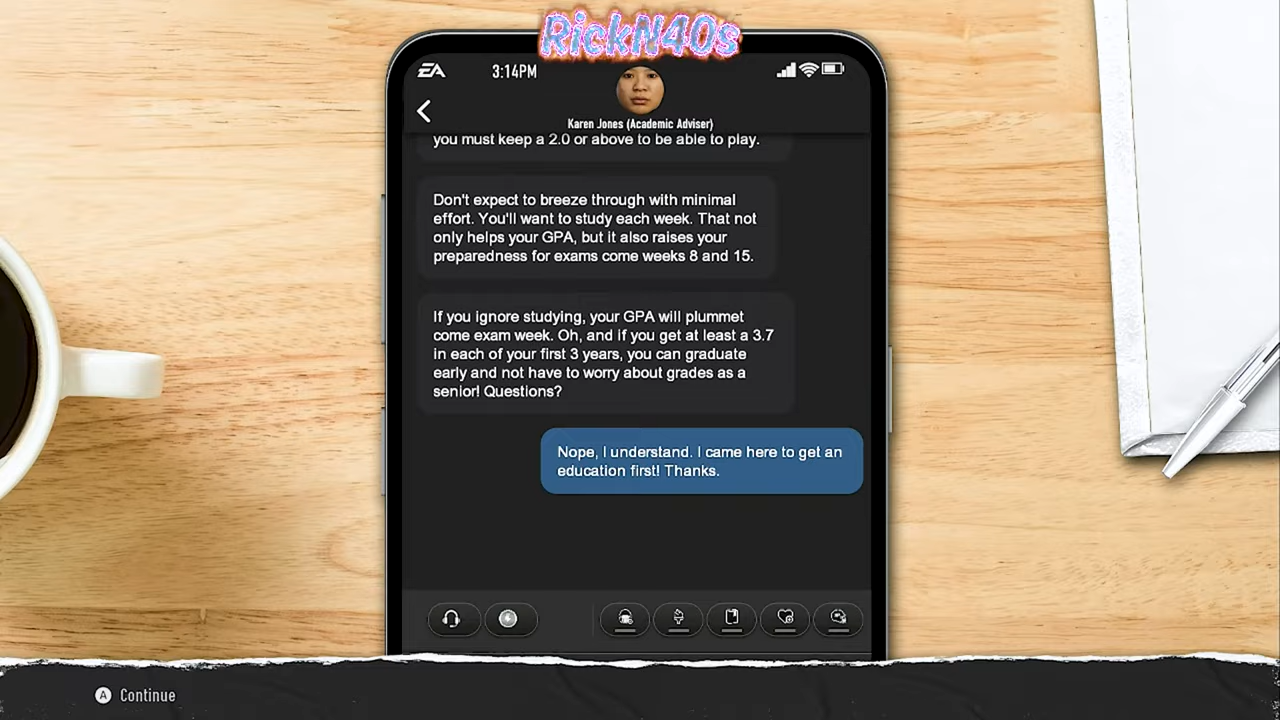 RickN40s
EA
3:14PM
Karen Jones (Academic Adviser)
you must keep a 2.0 or above to be able to play.
Don't expect to breeze through with minimal
effort. You'll want to study each week. That not
only helps your GPA, but it also raises your
preparedness for exams come weeks 8 and 15.
If you ignore studying, your GPA will plummet
come exam week. Oh, and if you get at least a 3.7
in each of your first 3 years, you can graduate
early and not have to worry about grades as a
senior! Questions?
Nope, I understand. I came here to get an
education first! Thanks.
A Continue